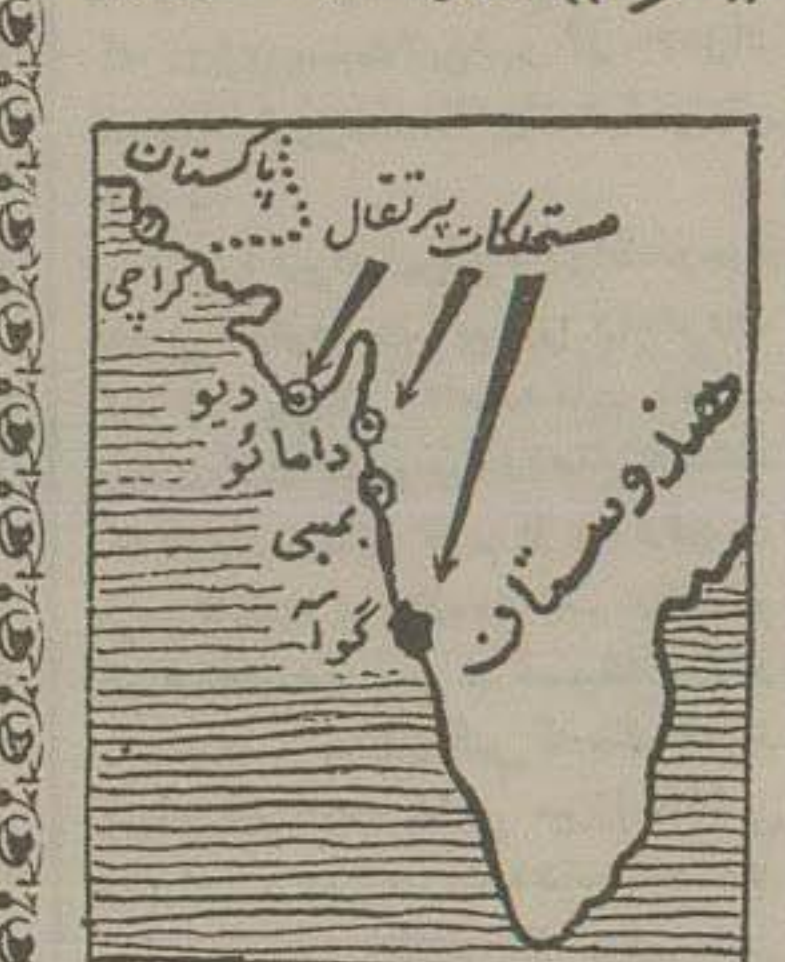 پاکستان
مستملکات پرتقال
کراچی
دیو
دامائو
بمبی
گوآ
هندوستان